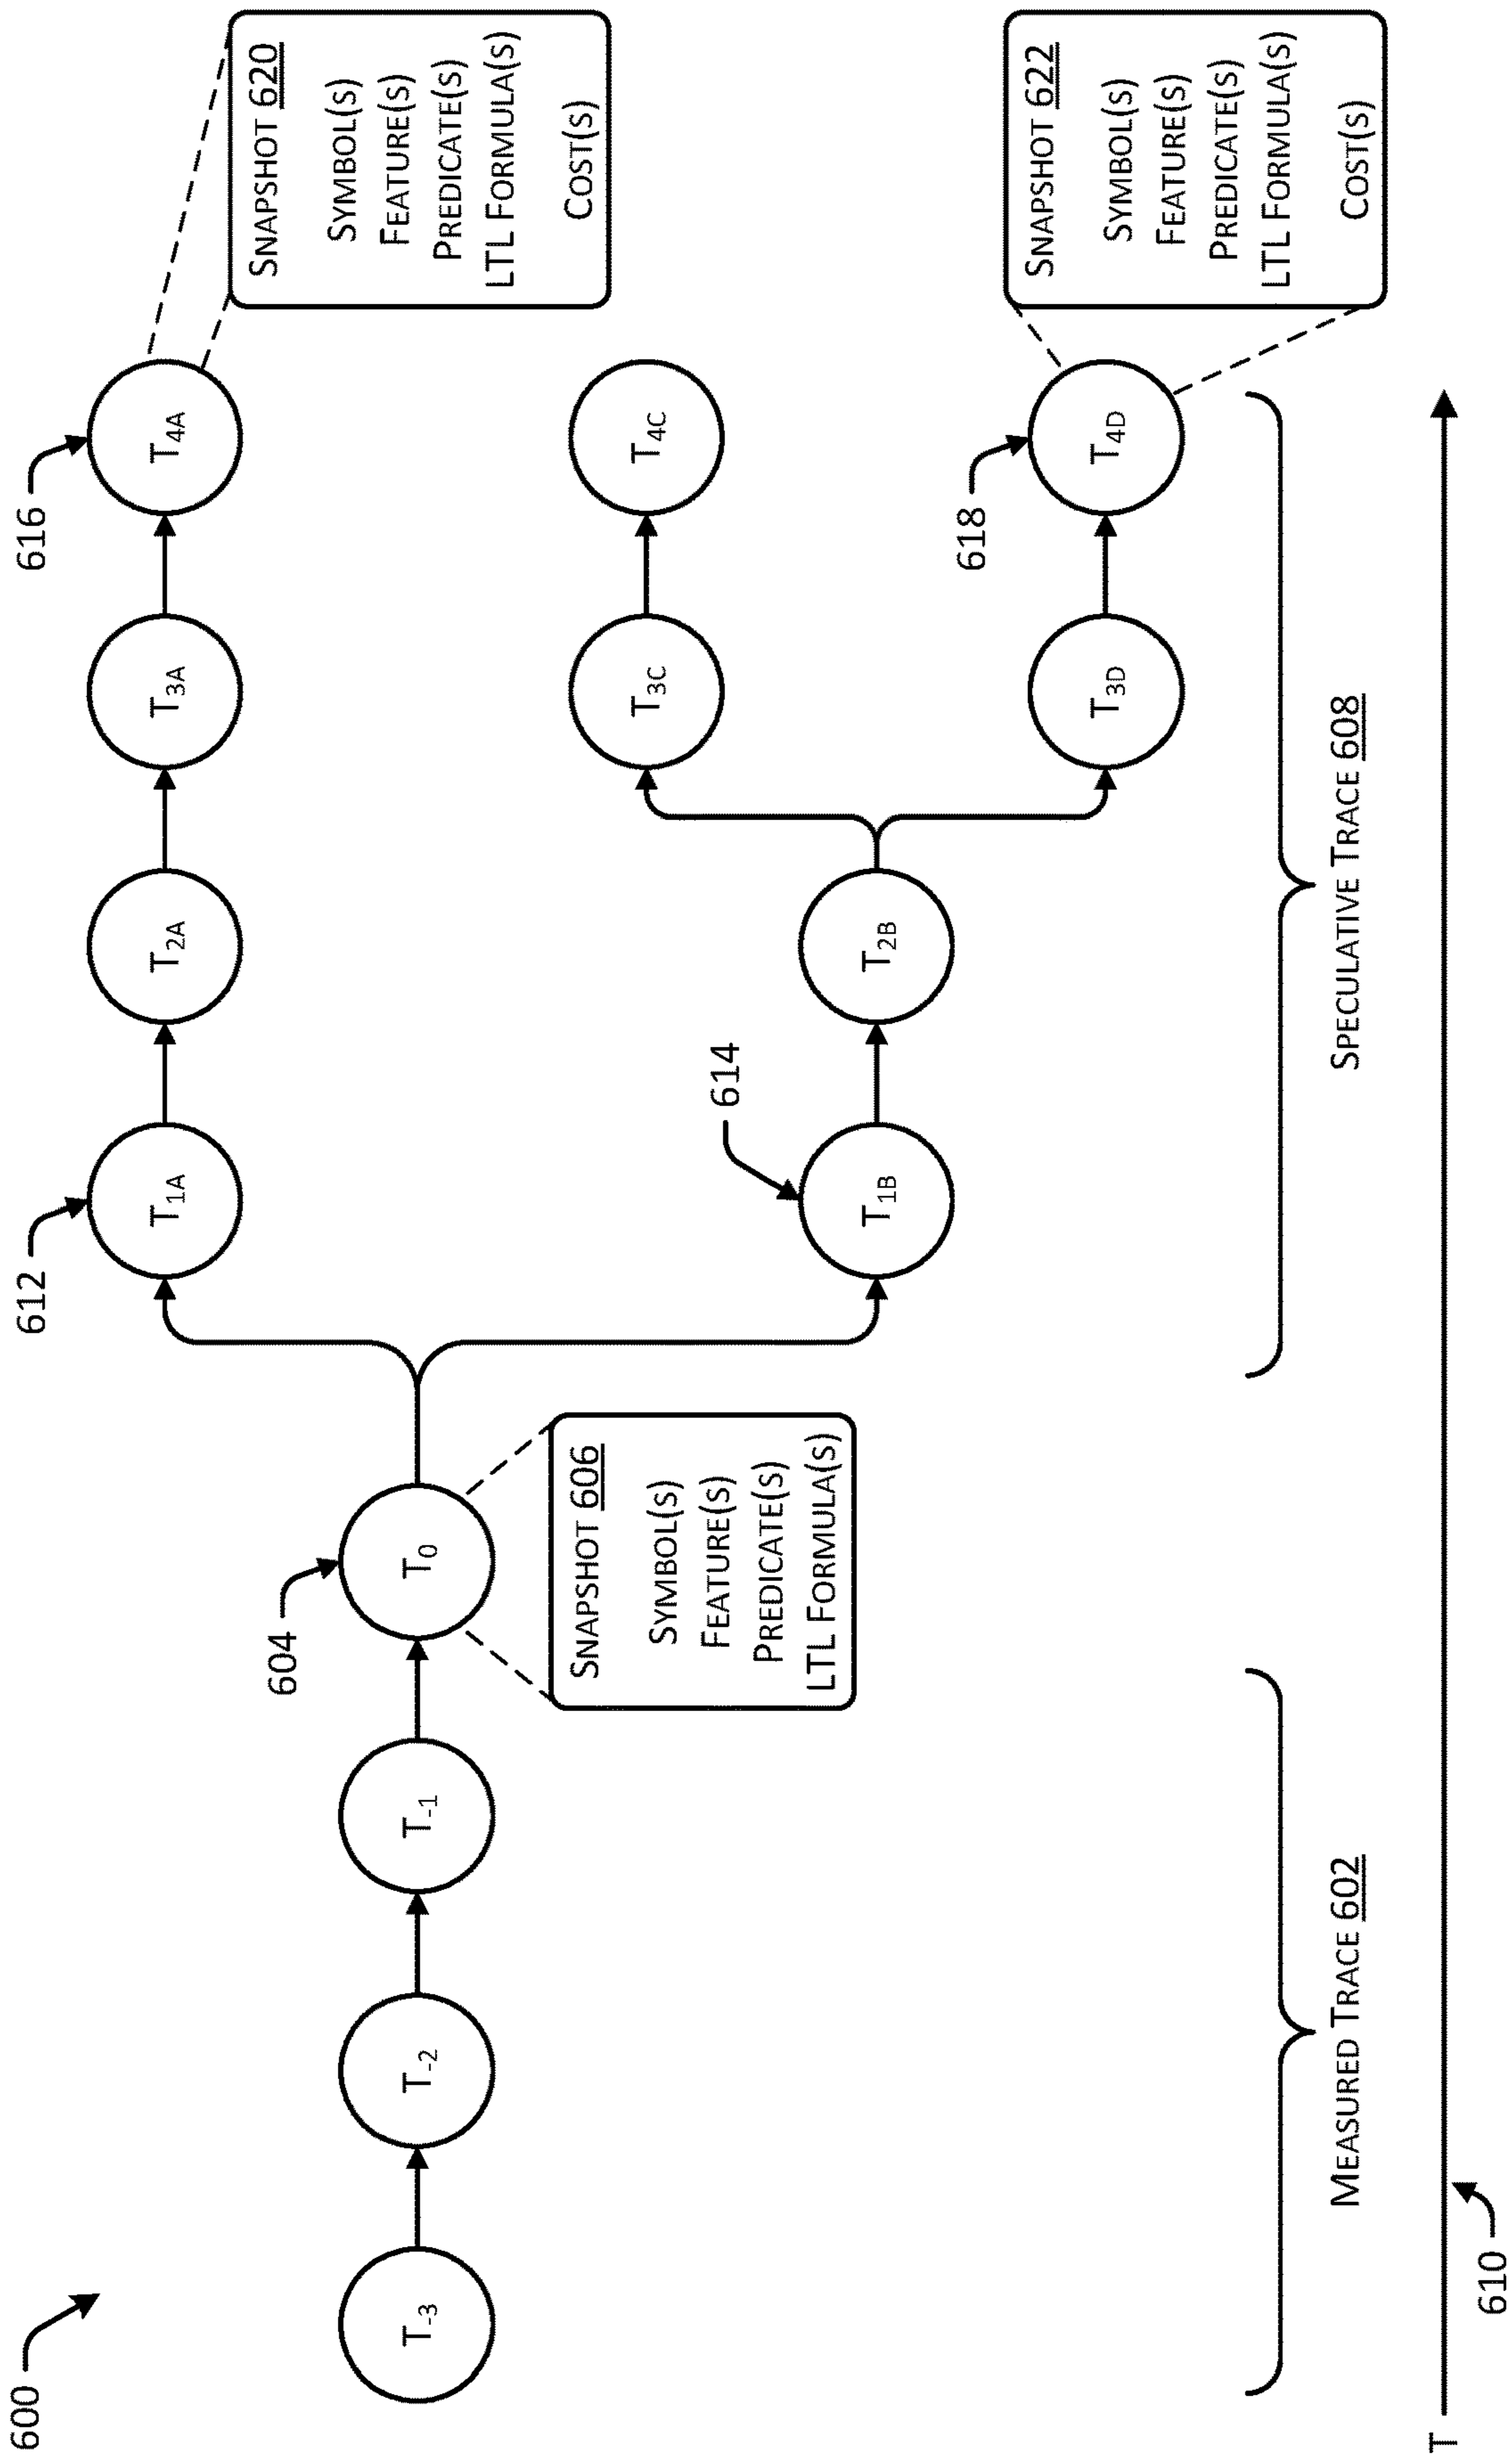 600
T-3
T-2
T-1
604
T0
SNAPSHOT 606
SYMBOL(S)
FEATURE(S)
PREDICATE(S)
LTL FORMULA(S)
612
T1A
T2A
T3A
616
T4A
SNAPSHOT 620
SYMBOL(S)
FEATURE(S)
PREDICATE(S)
LTL FORMULA(S)
COST(S)
614
T1B
T2B
T3C
T4C
T3D
618
T4D
SNAPSHOT 622
SYMBOL(S)
FEATURE(S)
PREDICATE(S)
LTL FORMULA(S)
COST(S)
MEASURED TRACE 602
SPECULATIVE TRACE 608
T
610